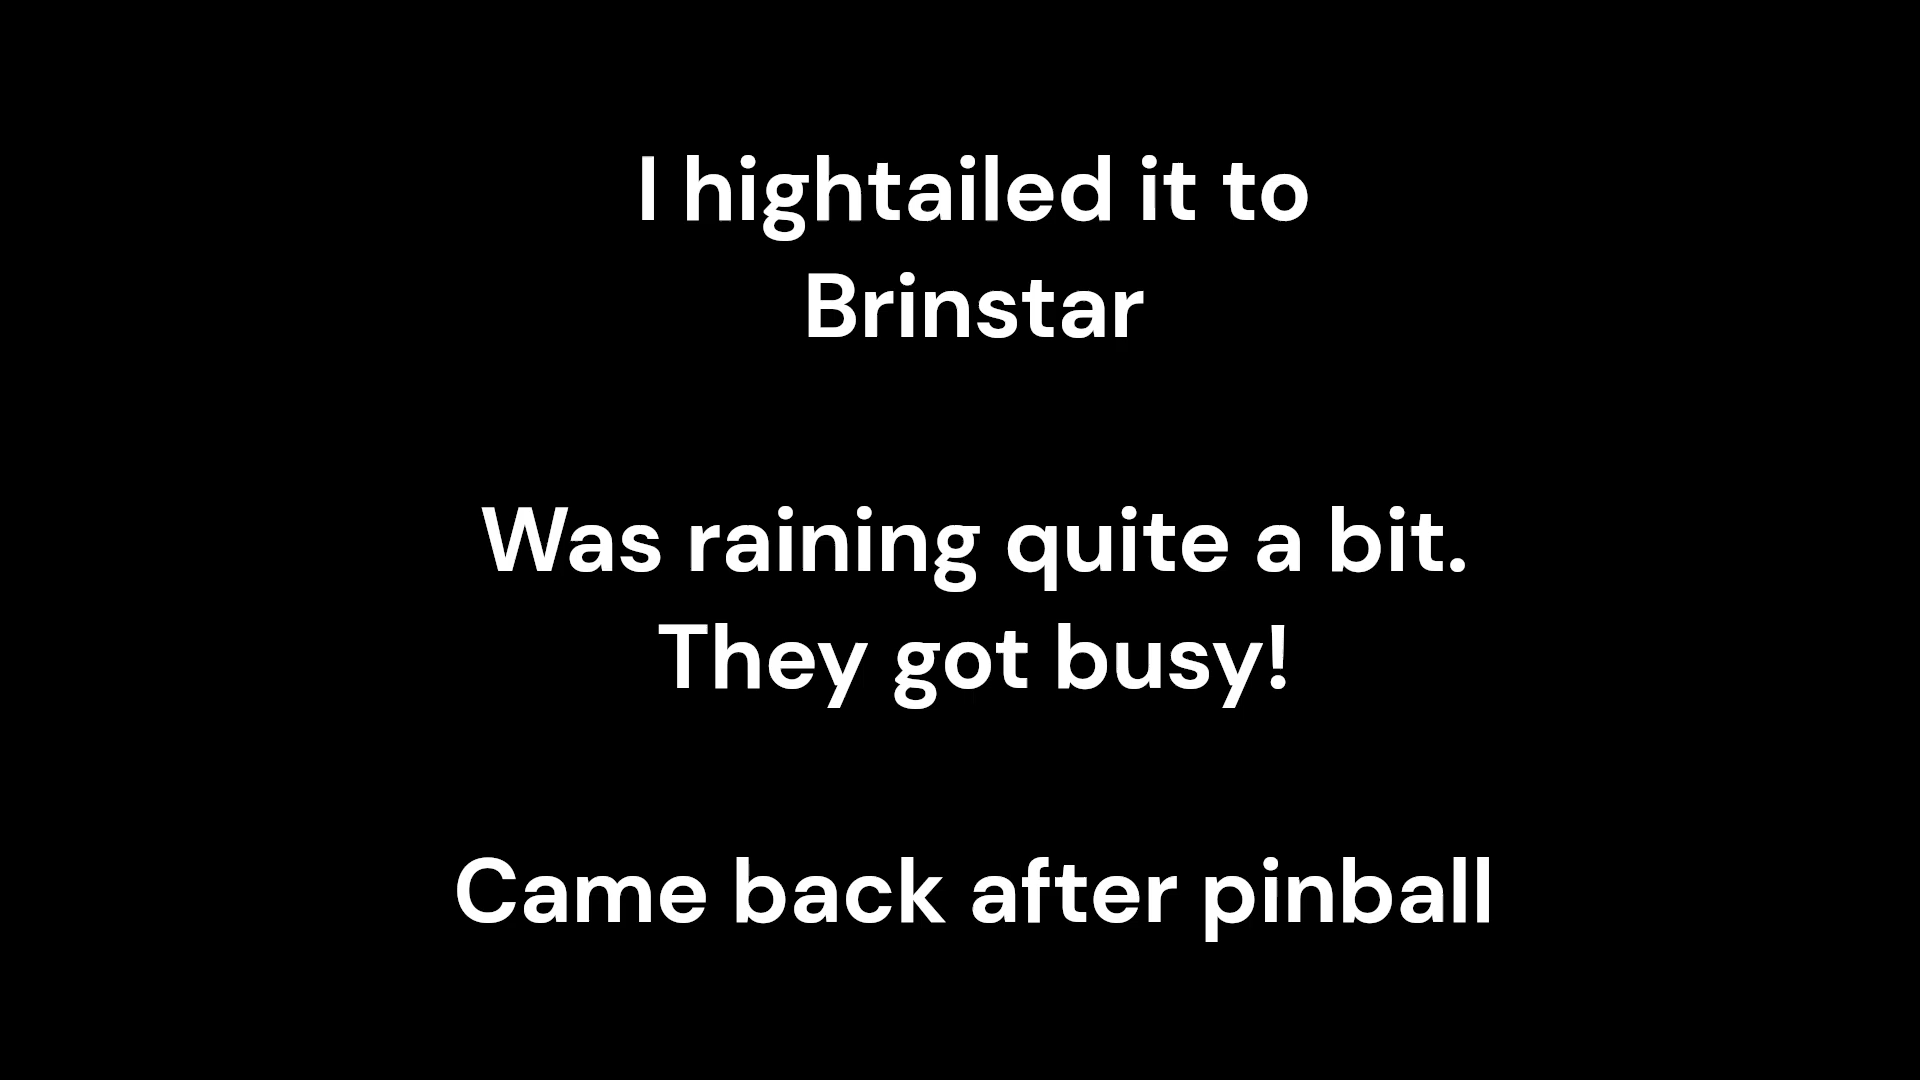 I hightailed it to
Brinstar
Was raining quite a bit.
They got busy!
Came back after pinball